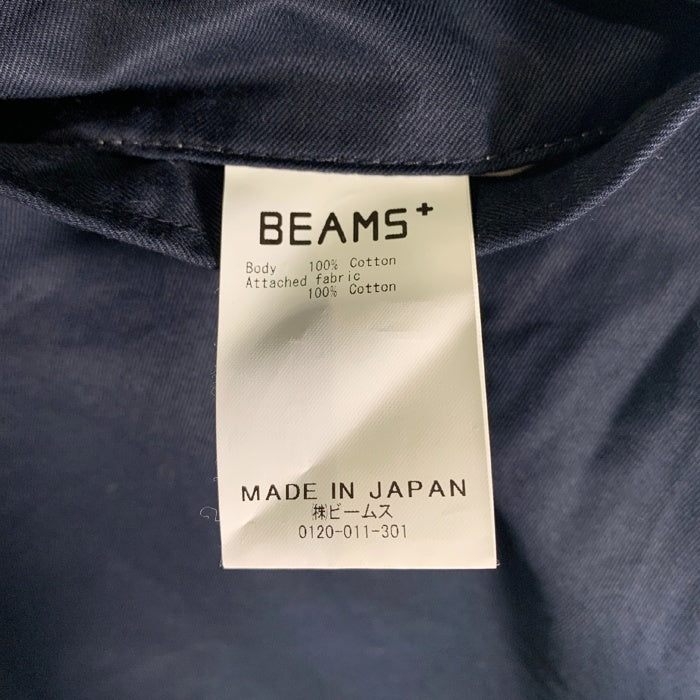 BEAMS+
Body 100% Cotton
Attached fabric
100% Cotton
MADE IN JAPAN
㈱ビームス
0120-011-301